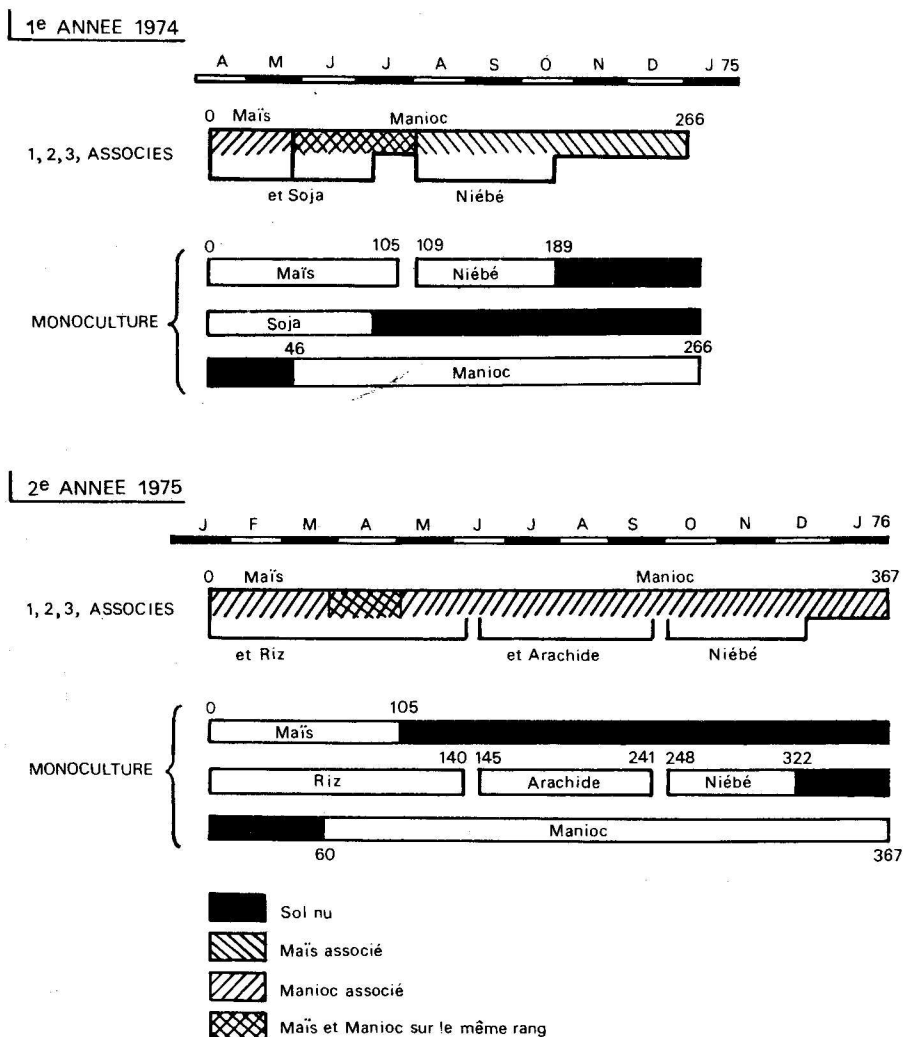 1e ANNEE 1974
A M J J A S O N D J 75
0 Maïs Manioc 266
1, 2, 3, ASSOCIES
et Soja Niébé
0 105 109 189
Maïs Niébé
MONOCULTURE
Soja
46 266
Manioc
2e ANNEE 1975
J F M A M J J A S O N D J 76
0 Maïs Manioc 367
1, 2, 3, ASSOCIES
et Riz et Arachide Niébé
0 105
Maïs
140 145 241 248 322
MONOCULTURE
Riz Arachide Niébé
Manioc
60 367
Sol nu
Maïs associé
Manioc associé
Maïs et Manioc sur le même rang